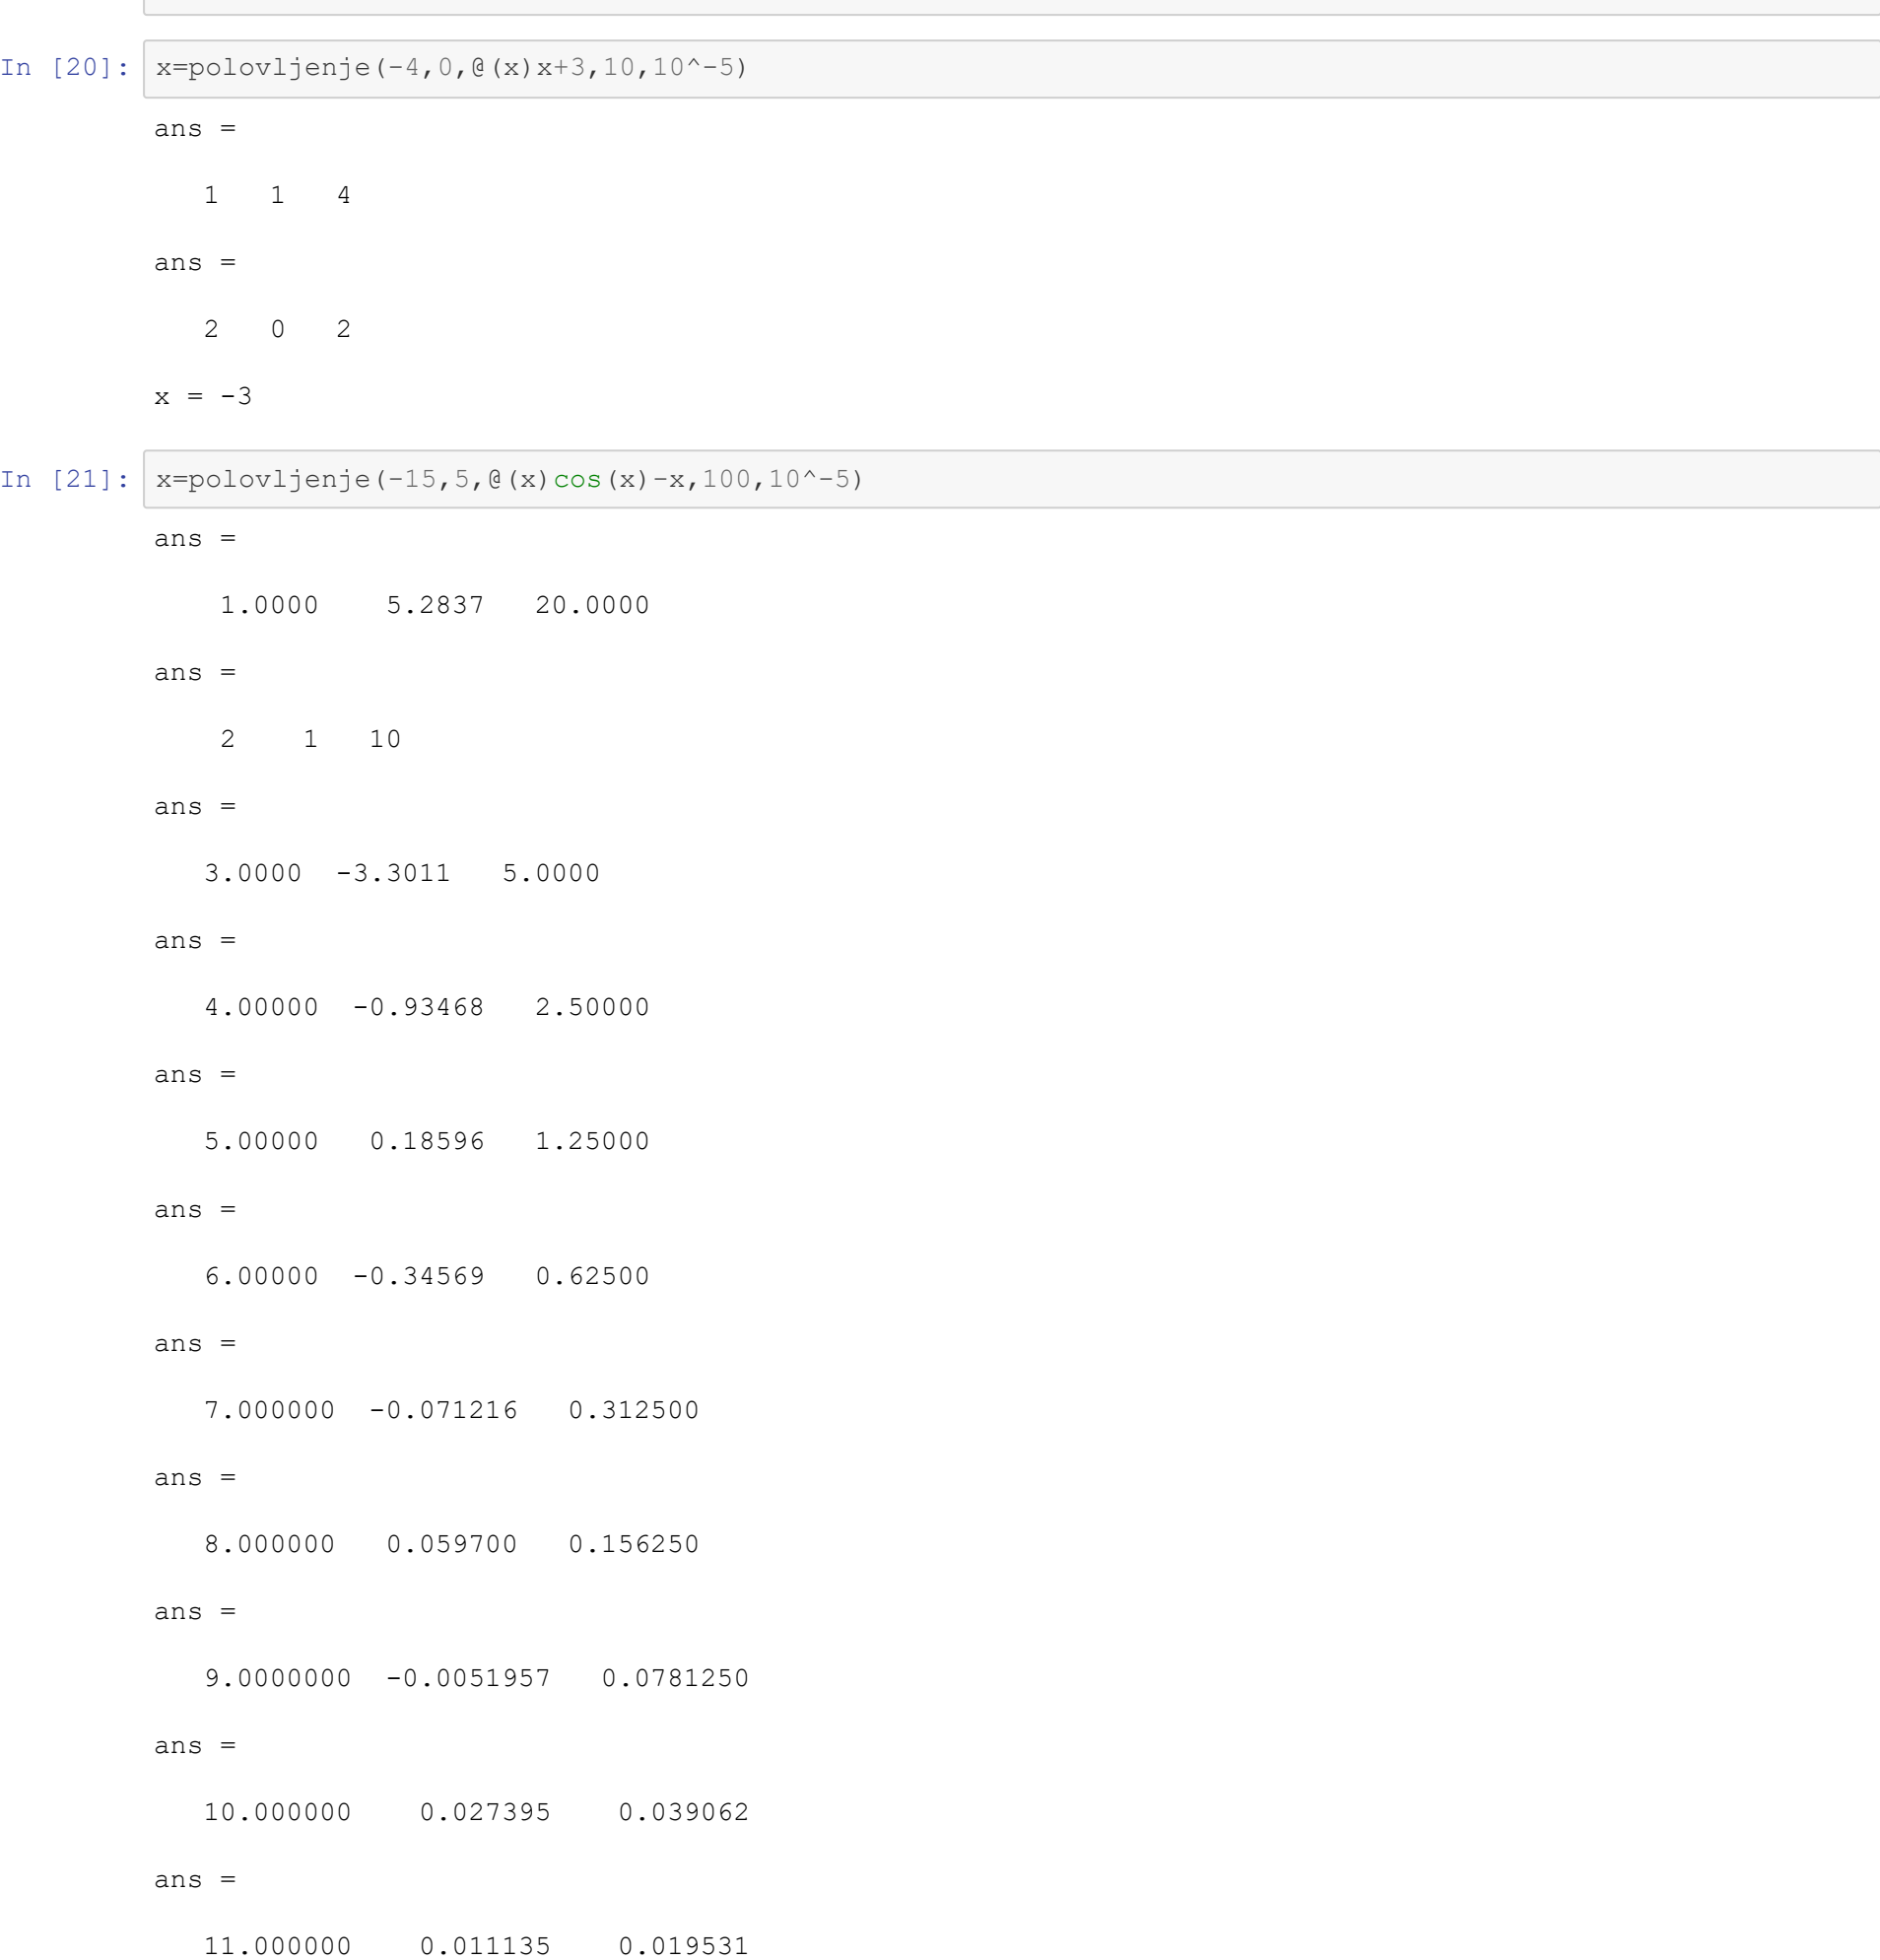 In [20]: x=polovljenje(-4,0,@(x)x+3,10,10^-5)
ans =
1 1 4
ans =
2 0 2
x = -3
In [21]: x=polovljenje(-15,5,@(x)cos(x)-x,100,10^-5)
ans =
1.0000 5.2837 20.0000
ans =
2 1 10
ans =
3.0000 -3.3011 5.0000
ans =
4.00000 -0.93468 2.50000
ans =
5.00000 0.18596 1.25000
ans =
6.00000 -0.34569 0.62500
ans =
7.000000 -0.071216 0.312500
ans =
8.000000 0.059700 0.156250
ans =
9.0000000 -0.0051957 0.0781250
ans =
10.000000 0.027395 0.039062
ans =
11.000000 0.011135 0.019531